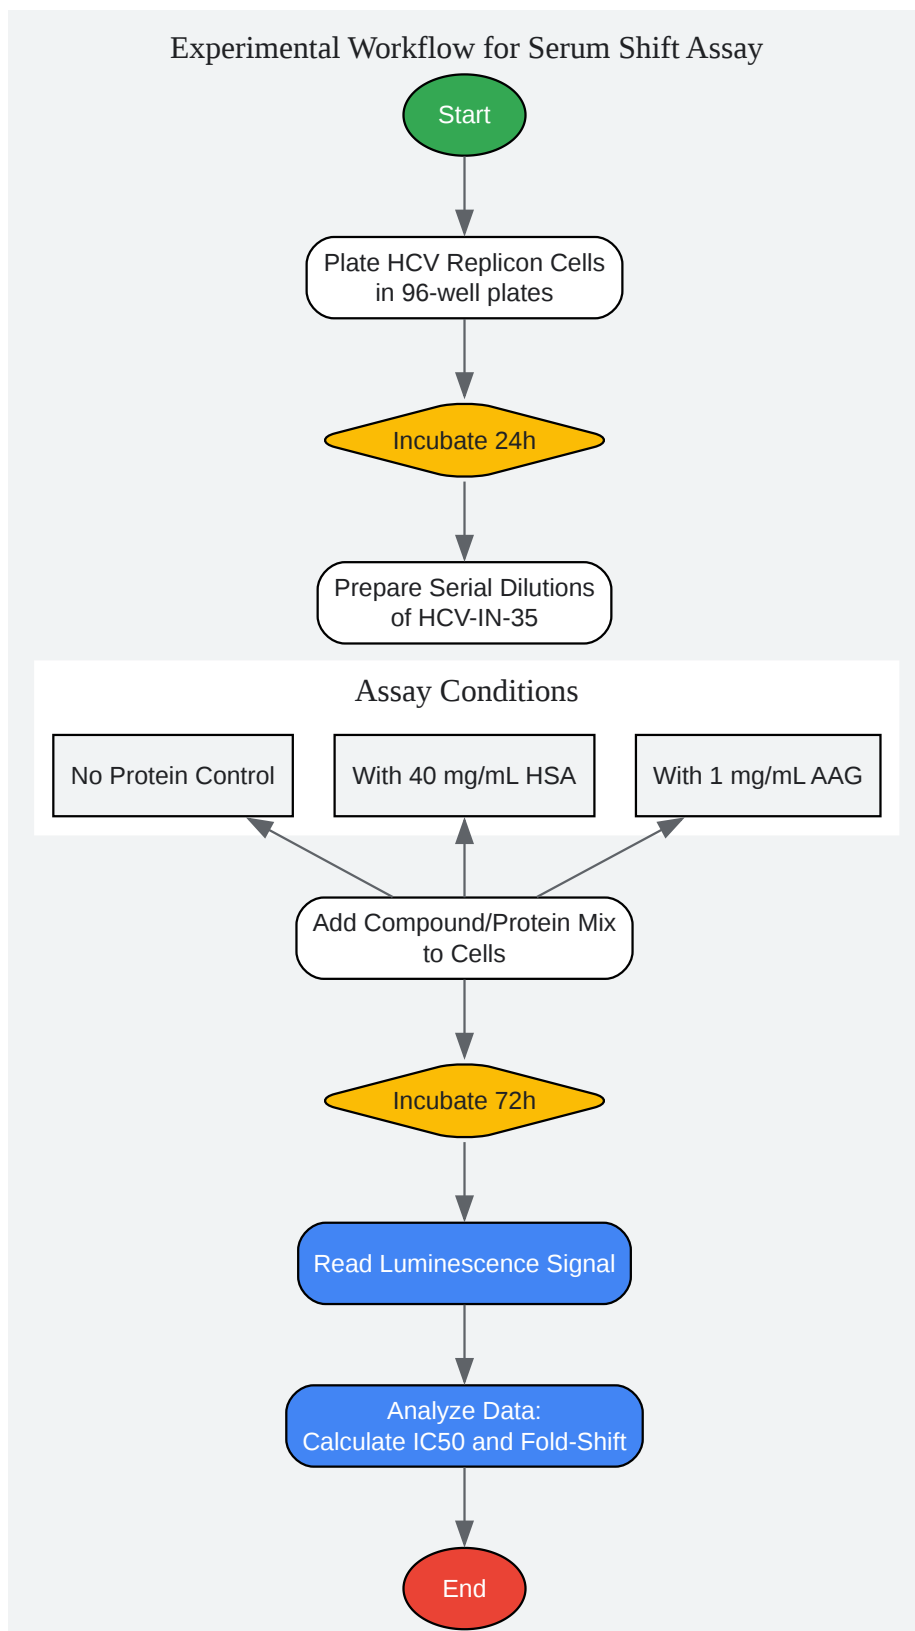 Experimental Workflow for Serum Shift Assay
Start
Plate HCV Replicon Cells
in 96-well plates
Incubate 24h
Prepare Serial Dilutions
of HCV-IN-35
Assay Conditions
No Protein Control
With 40 mg/mL HSA
With 1 mg/mL AAG
Add Compound/Protein Mix
to Cells
Incubate 72h
Read Luminescence Signal
Analyze Data:
Calculate IC50 and Fold-Shift
End